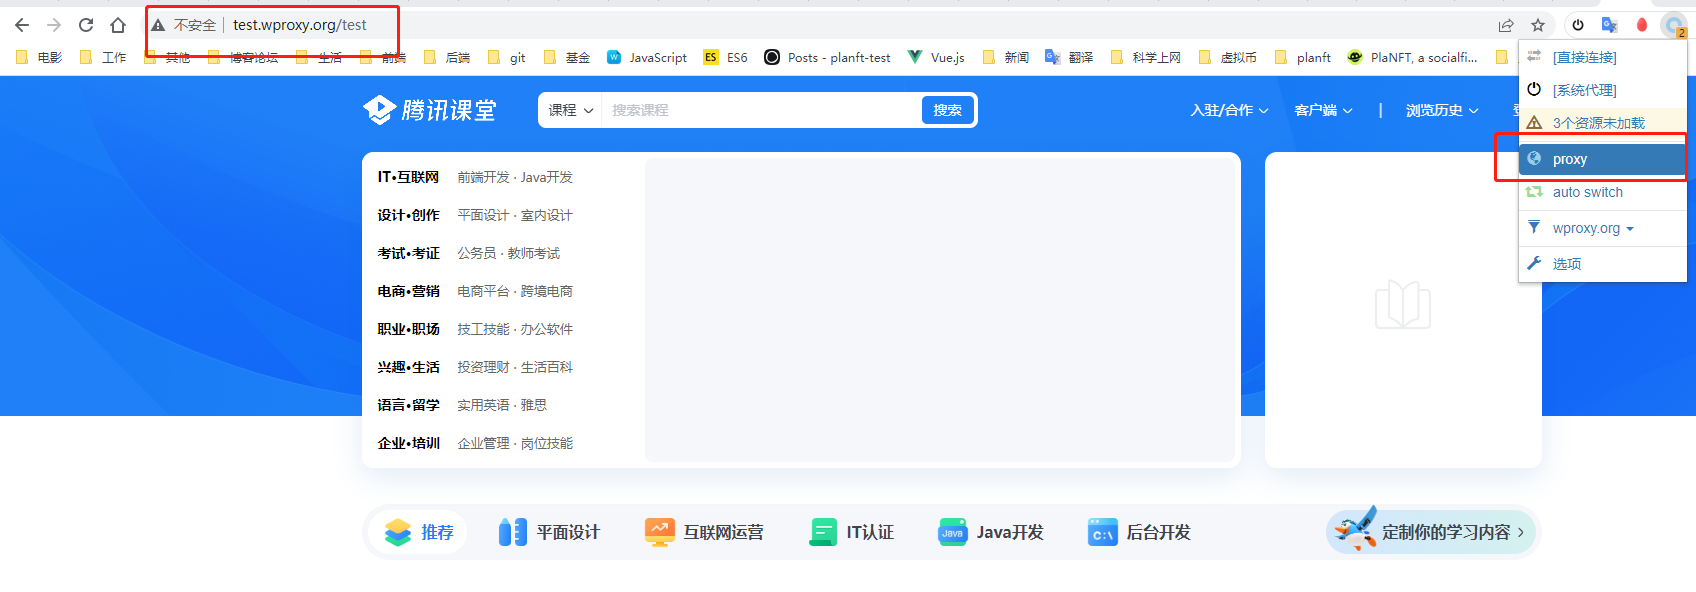 不安全 test.wproxy.org/test
2
电影 工作 其他 博客论坛 生活 前端 后端 git 基金 W JavaScript ES ES6 Posts - planft-test Vue.js 新闻 翻译 科学上网 虚拟币 planft PlaNFT, a socialfi...
[直接连接]
[系统代理]
3个资源未加载
proxy
auto switch
wproxy.org
选项
腾讯课堂 课程 搜索课程 搜索 入驻/合作 客户端 | 浏览历史
IT·互联网 前端开发 · Java开发
设计·创作 平面设计 · 室内设计
考试·考证 公务员 · 教师考试
电商·营销 电商平台 · 跨境电商
职业·职场 技工技能 · 办公软件
兴趣·生活 投资理财 · 生活百科
语言·留学 实用英语 · 雅思
企业·培训 企业管理 · 岗位技能
推荐 平面设计 互联网运营 IT认证 Java Java开发 C:\ 后台开发 定制你的学习内容 >